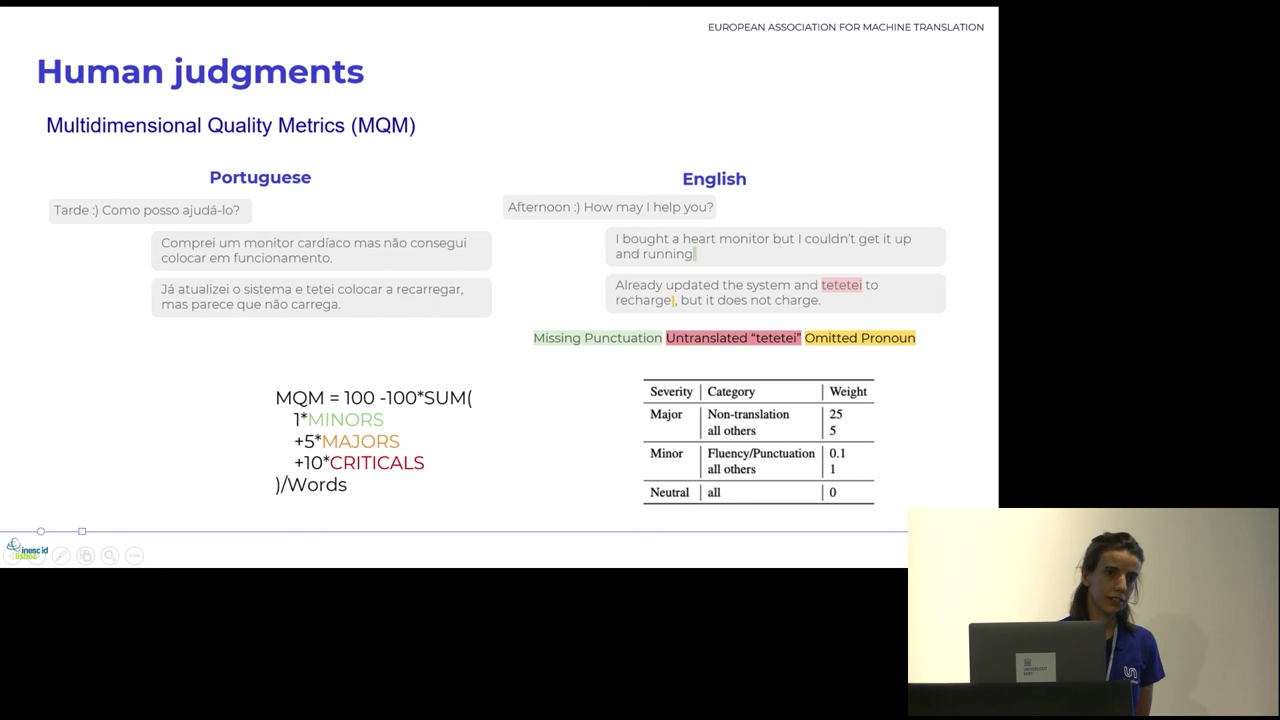 EUROPEAN ASSOCIATION FOR MACHINE TRANSLATION
Human judgments
Multidimensional Quality Metrics (MQM)
Portuguese
Tarde :) Como posso ajudá-lo?
Comprei um monitor cardíaco mas não consegui
colocar em funcionamento.
Já atualizei o sistema e tetei colocar a recarregar,
mas parece que não carrega.
English
Afternoon :) How may I help you?
I bought a heart monitor but I couldn't get it up
and running
Already updated the system and tetetei to
recharge, but it does not charge.
Missing Punctuation Untranslated "tetetei" Omitted Pronoun
MQM = 100 -100*SUM(
1*MINORS
+5*MAJORS
+10*CRITICALS
)/Words
Severity Category Weight
Major Non-translation 25
all others 5
Minor Fluency/Punctuation 0.1
all others 1
Neutral all 0
inesc id
lisboa